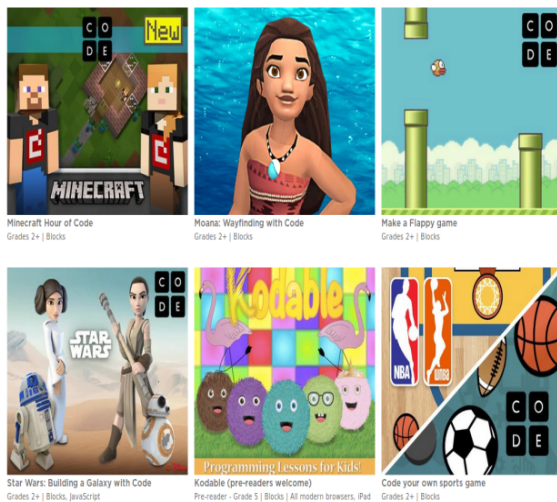 C O
D E
New
MINECRAFT
Minecraft Hour of Code
Grades 2+ | Blocks
Moana: Wayfinding with Code
Grades 2+ | Blocks
C O
D E
Make a Flappy game
Grades 2+ | Blocks
C O
D E
STAR
WARS
Star Wars: Building a Galaxy with Code
Grades 2+ | Blocks, JavaScript
Kodable
Programming Lessons for Kids!
Kodable (pre-readers welcome)
Pre-reader - Grade 5 | Blocks | All modern browsers, iPad
NBA
WNBA
C O
D E
Code your own sports game
Grades 2+ | Blocks